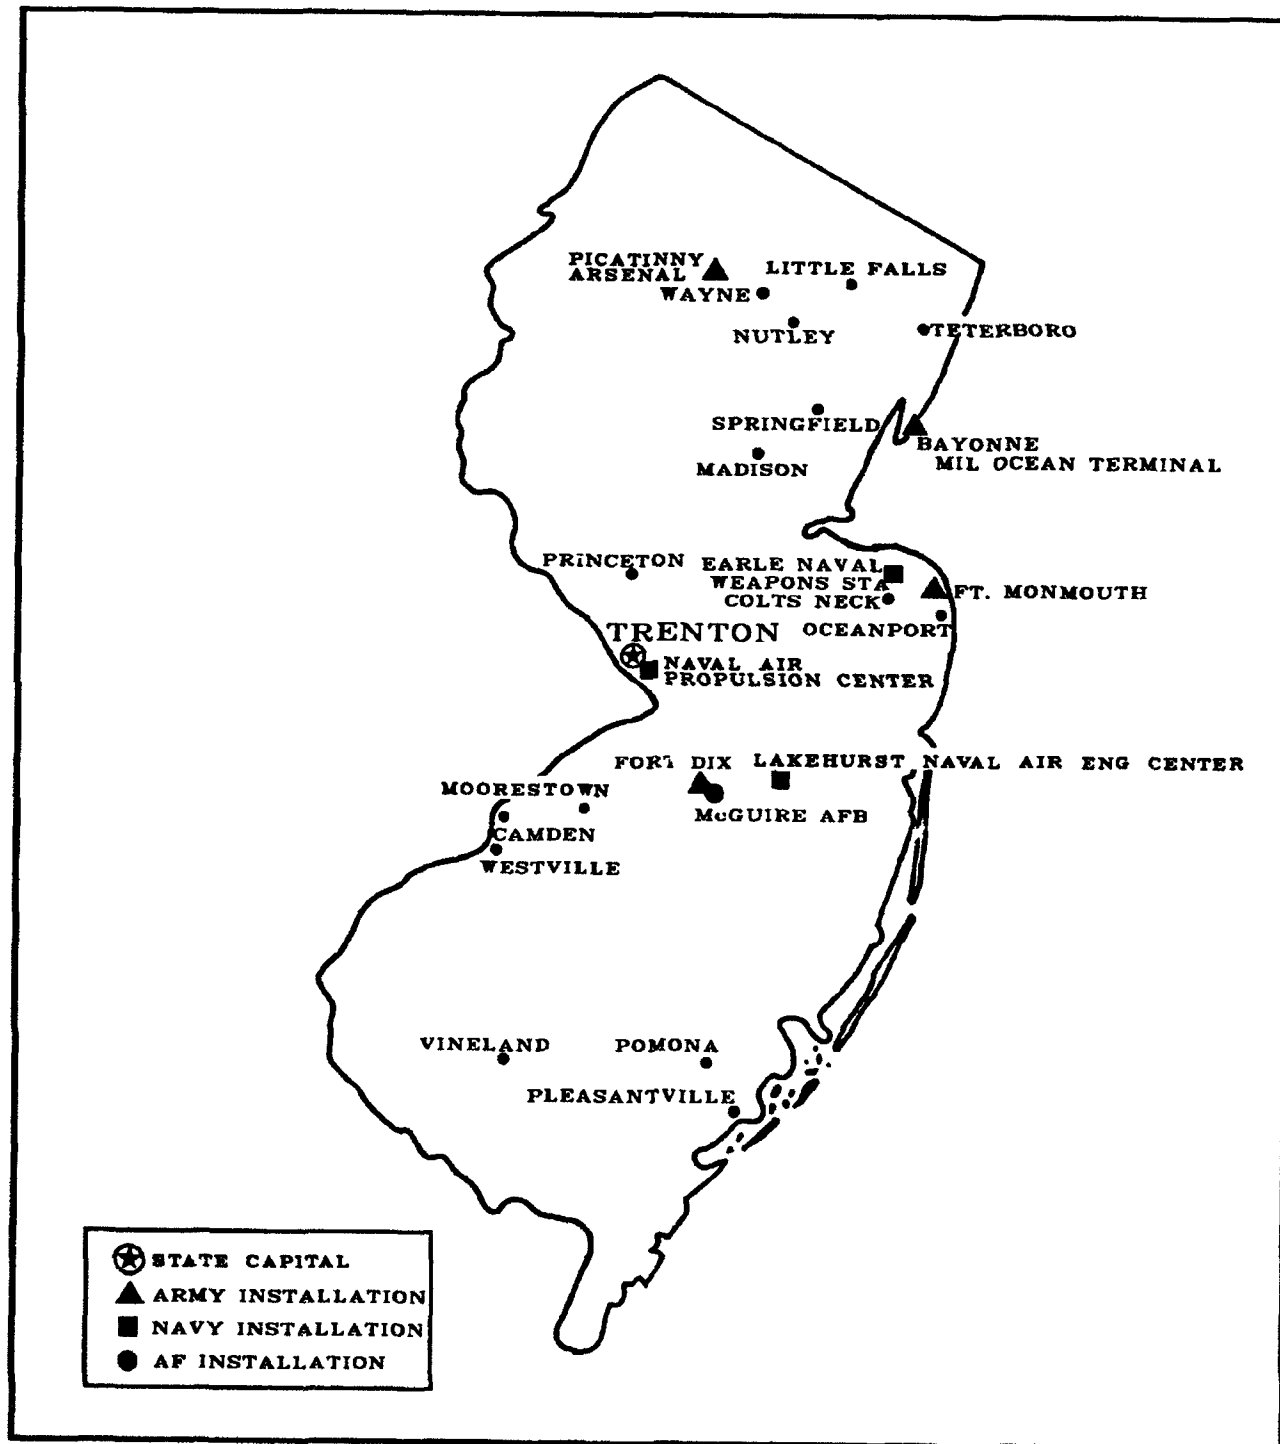 PICATINNY
ARSENAL
LITTLE FALLS
WAYNE
NUTLEY
TETERBORO
SPRINGFIELD
BAYONNE
MIL OCEAN TERMINAL
MADISON
PRINCETON
EARLE NAVAL
WEAPONS STA
COLTS NECK
FT. MONMOUTH
TRENTON
OCEANPORT
NAVAL AIR
PROPULSION CENTER
FORT DIX
LAKEHURST NAVAL AIR ENG CENTER
MOORESTOWN
McGUIRE AFB
CAMDEN
WESTVILLE
VINELAND
POMONA
PLEASANTVILLE
STATE CAPITAL
ARMY INSTALLATION
NAVY INSTALLATION
AF INSTALLATION